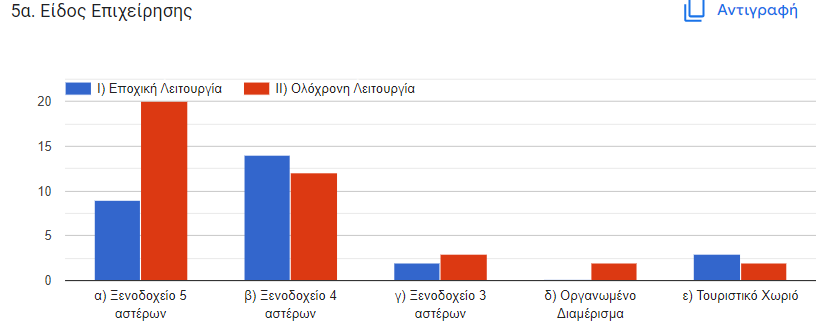 5α. Είδος Επιχείρησης
Αντιγραφή
Ι) Εποχική Λειτουργία
ΙΙ) Ολόχρονη Λειτουργία
20
15
10
5
0
α) Ξενοδοχείο 5
αστέρων
β) Ξενοδοχείο 4
αστέρων
γ) Ξενοδοχείο 3
αστέρων
δ) Οργανωμένο
Διαμέρισμα
ε) Τουριστικό Χωριό